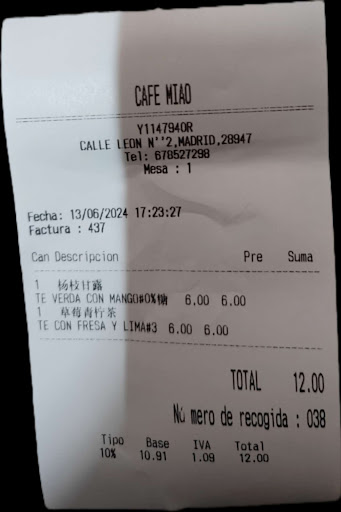 CAFE MIAO
Y1147940R
CALLE LEON N''2,MADRID,28947
Tel: 678527298
Mesa : 1
Fecha: 13/06/2024 17:23:27
Factura : 437
Can Descripcion Pre Suma
1 杨枝甘露
TE VERDA CON MANGO#0%糖 6.00 6.00
1 草莓青柠茶
TE CON FRESA Y LIMA#3 6.00 6.00
TOTAL 12.00
Nú mero de recogida : 038
Tipo Base IVA Total
10% 10.91 1.09 12.00